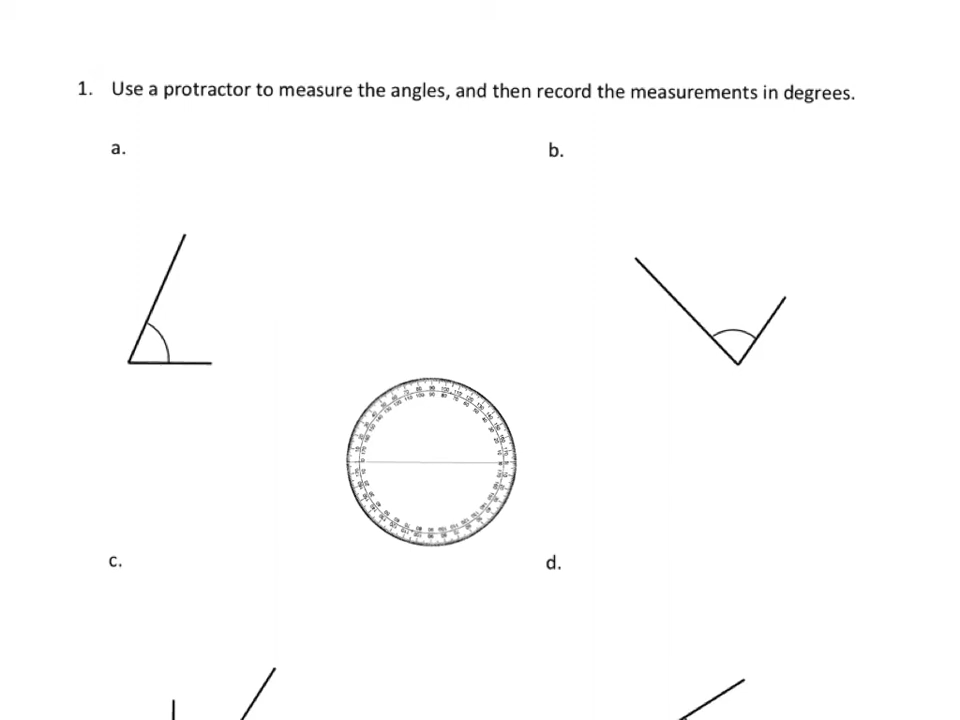 1. Use a protractor to measure the angles, and then record the measurements in degrees.
a.
b.
c.
d.